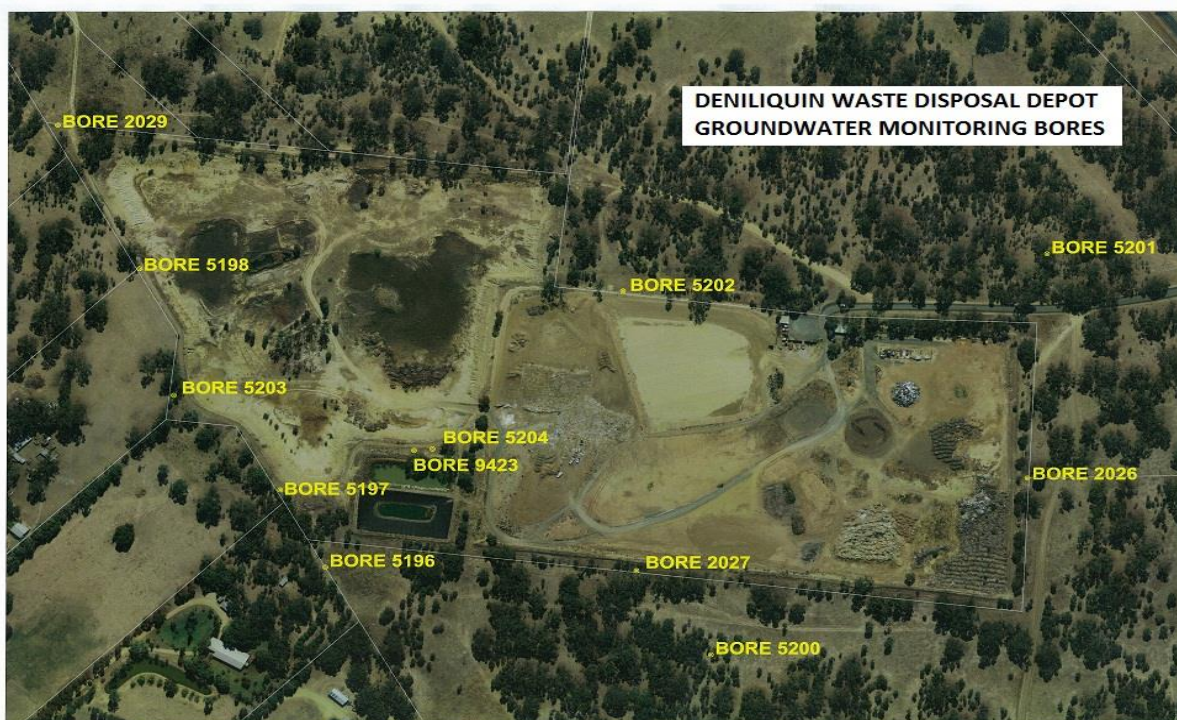 DENILIQUIN WASTE DISPOSAL DEPOT
GROUNDWATER MONITORING BORES
BORE 2029
BORE 5201
BORE 5198
BORE 5202
BORE 5203
BORE 5204
BORE 9423
BORE 2026
BORE 5197
BORE 5196
BORE 2027
BORE 5200